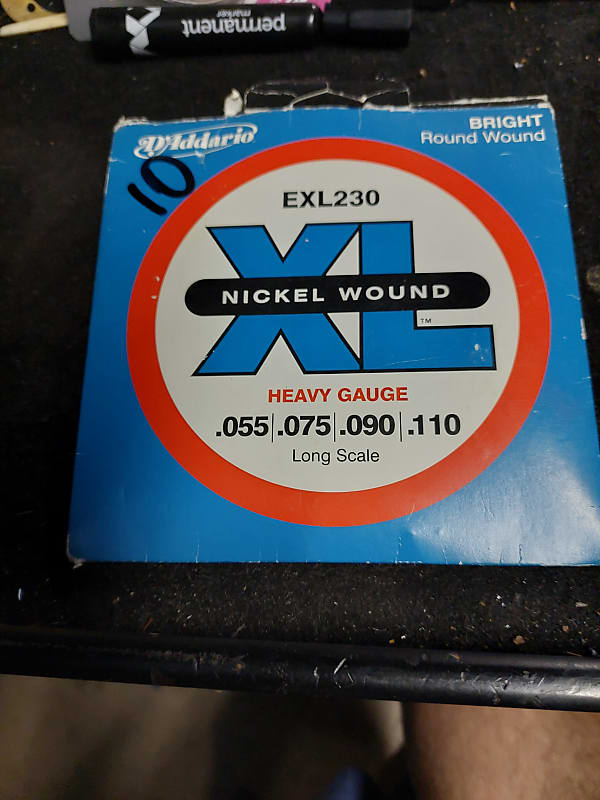 permanent
marker
D'Addario
BRIGHT
Round Wound
10
EXL230
XL
NICKEL WOUND
TM
HEAVY GAUGE
.055|.075|.090|.110
Long Scale